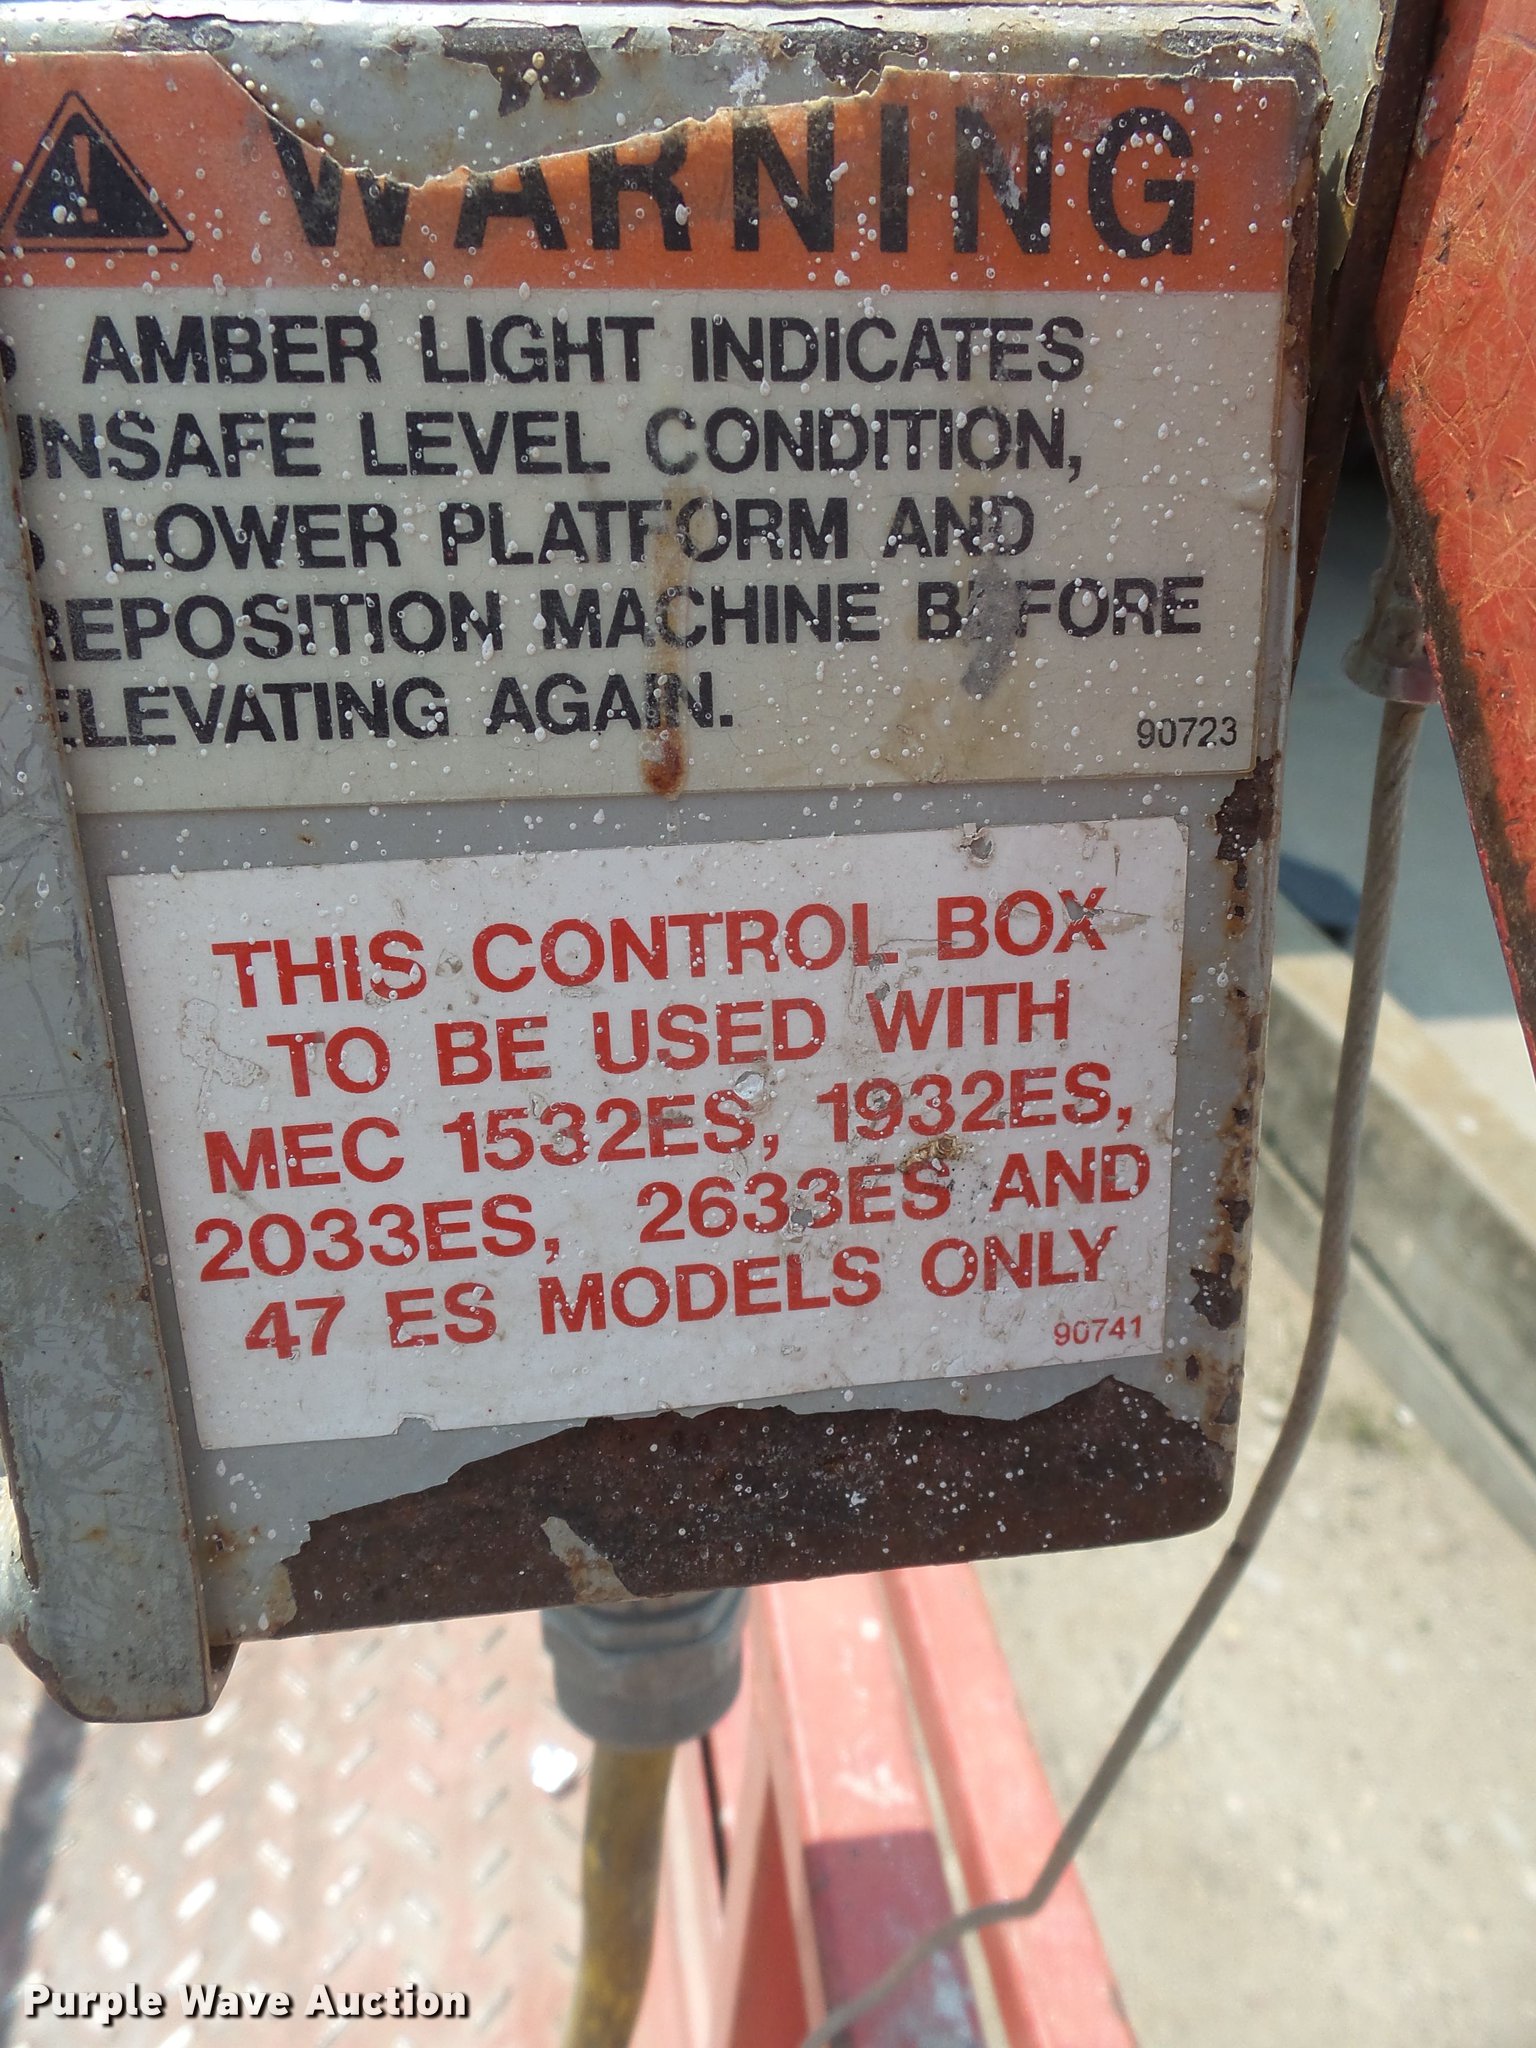 WARNING
AMBER LIGHT INDICATES
UNSAFE LEVEL CONDITION,
LOWER PLATFORM AND
REPOSITION MACHINE BEFORE
ELEVATING AGAIN.
90723
THIS CONTROL BOX
TO BE USED WITH
MEC 1532ES, 1932ES,
2033ES, 2633ES AND
47 ES MODELS ONLY
90741
Purple Wave Auction